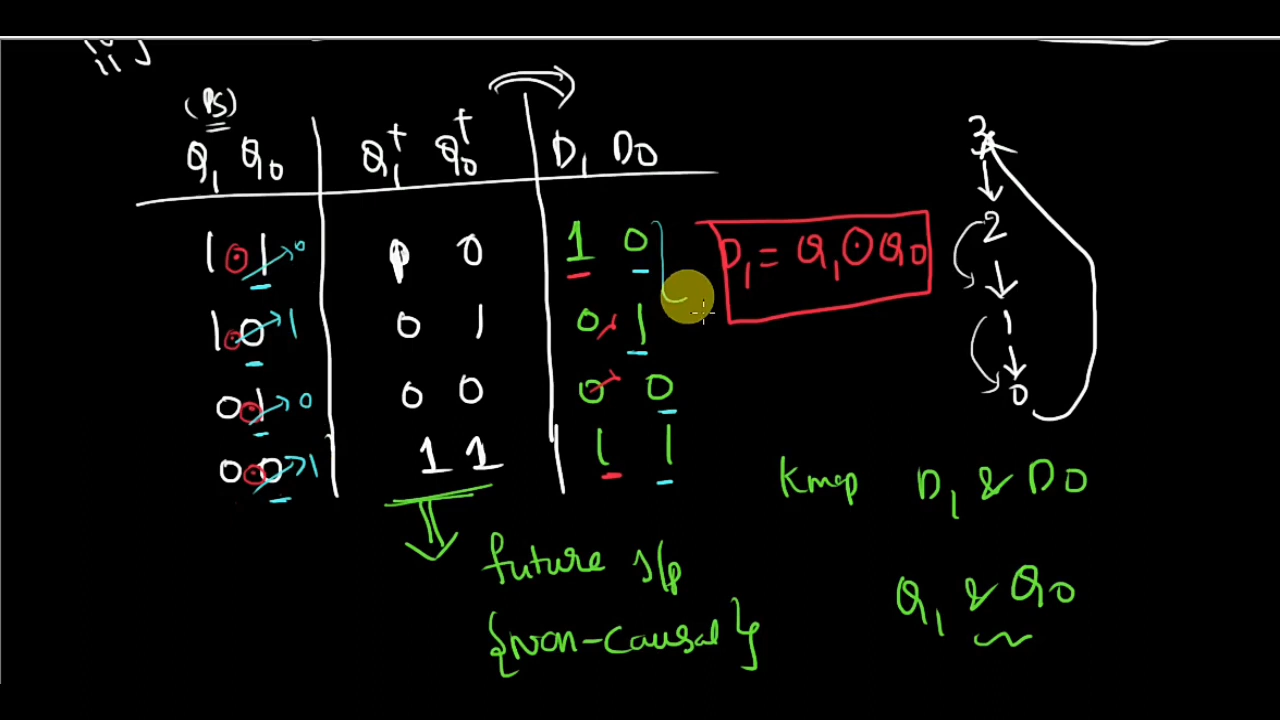 (PS)
Q₁ Q₀ Q₁⁺ Q₀⁺ D₁ D0
1 ⊙ 1 → 0 1 0 1 0
1 ⊙ 0 → 1 0 1 0 1
0 ⊙ 1 → 0 0 0 0 0
0 ⊙ 0 → 1 1 1 1 1
D₁ = Q₁ ⊙ Q0
3
2
1
0
Kmap D₁ & D0
future
{Non-causal}
Q₁ & Q0